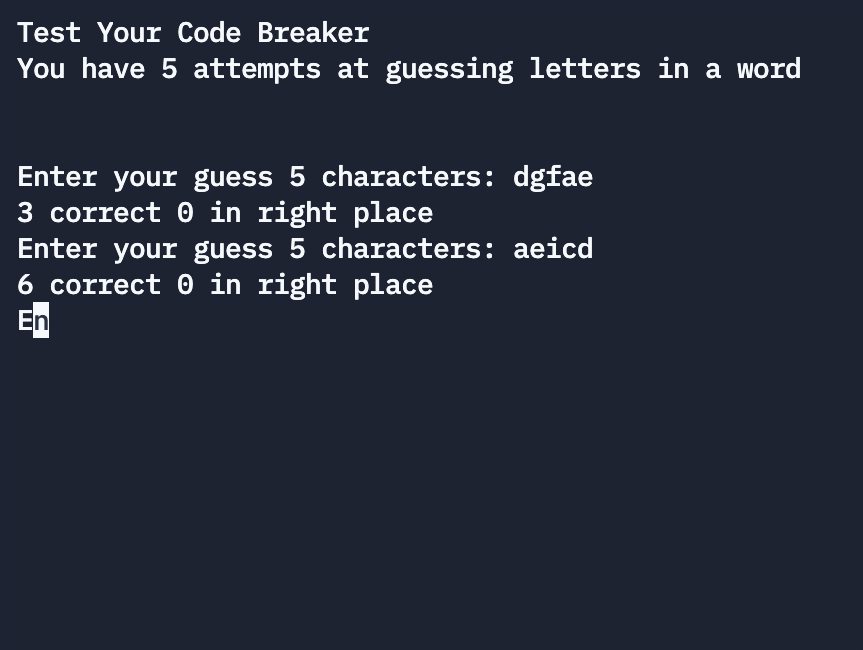 Test Your Code Breaker
You have 5 attempts at guessing letters in a word
Enter your guess 5 characters: dgfae
3 correct 0 in right place
Enter your guess 5 characters: aeicd
6 correct 0 in right place
En